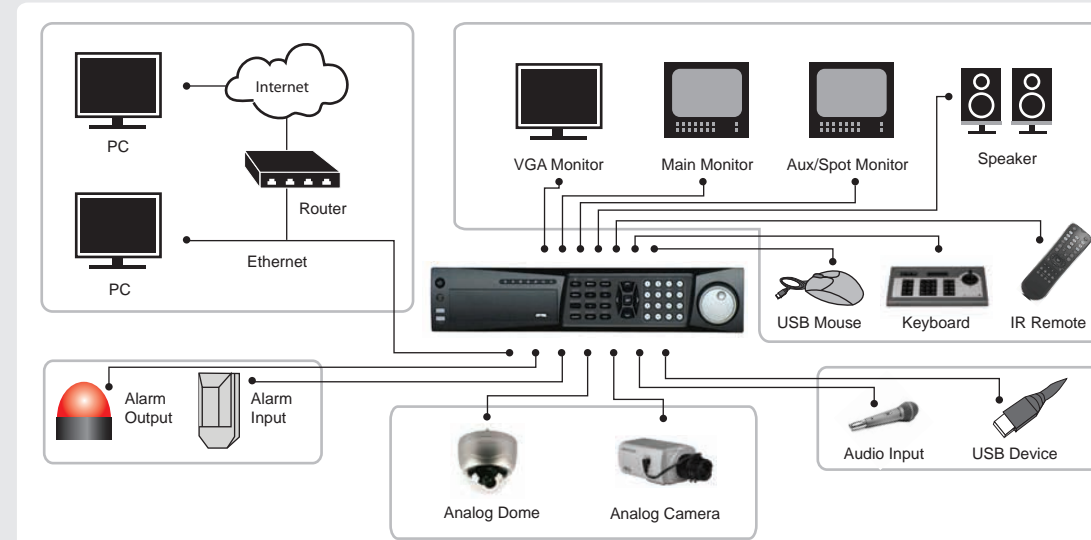 PC
Internet
Router
Ethernet
PC
VGA Monitor
Main Monitor
Aux/Spot Monitor
Speaker
USB Mouse
Keyboard
IR Remote
Alarm
Output
Alarm
Input
Analog Dome
Analog Camera
Audio Input
USB Device